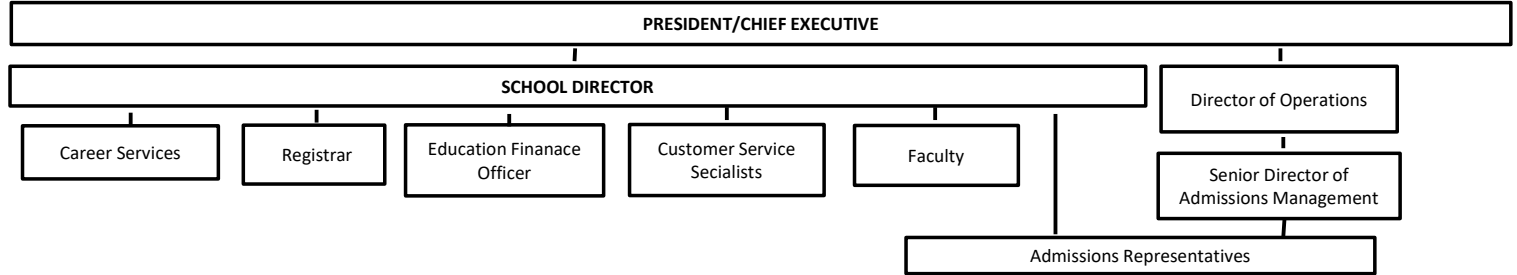 PRESIDENT/CHIEF EXECUTIVE
SCHOOL DIRECTOR
Director of Operations
Career Services
Registrar
Education Finanace
Officer
Customer Service
Secialists
Faculty
Senior Director of
Admissions Management
Admissions Representatives